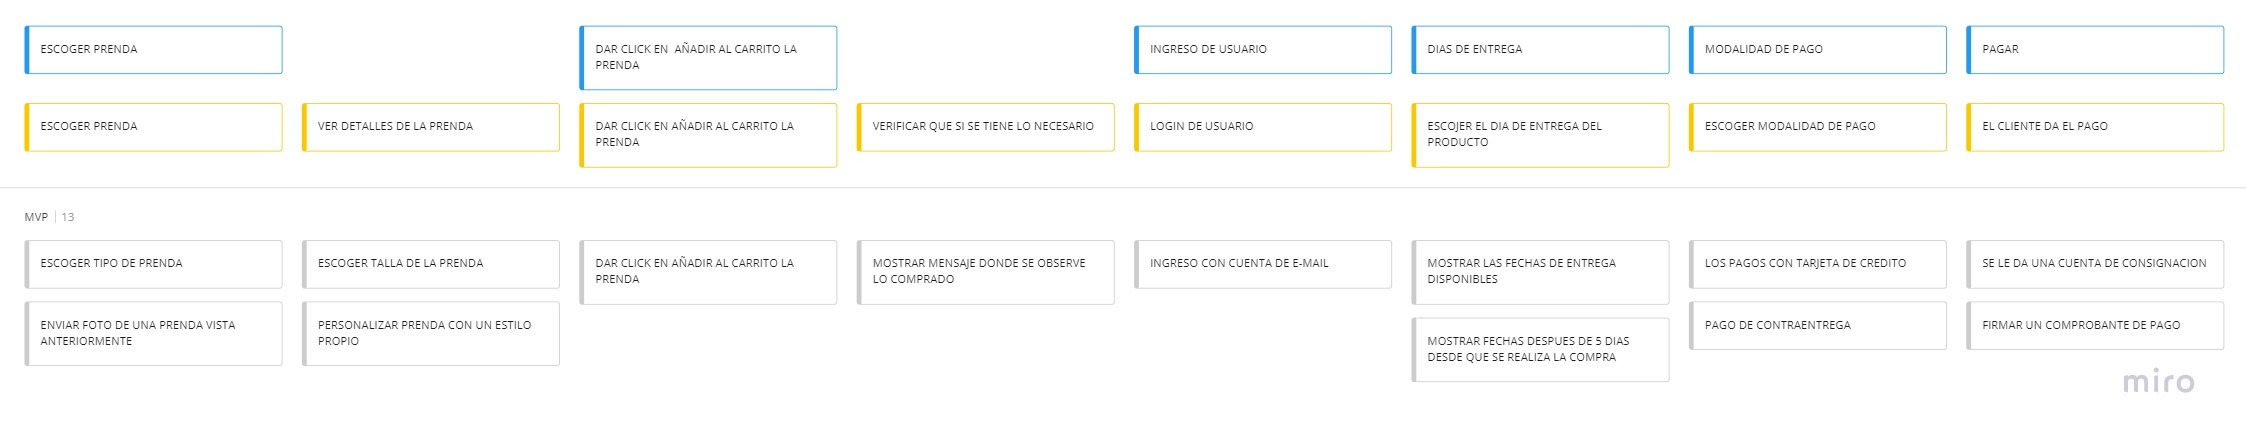 ESCOGER PRENDA
DAR CLICK EN  AÑADIR AL CARRITO LA
PRENDA
INGRESO DE USUARIO
DIAS DE ENTREGA
MODALIDAD DE PAGO
PAGAR
ESCOGER PRENDA
VER DETALLES DE LA PRENDA
DAR CLICK EN AÑADIR AL CARRITO LA
PRENDA
VERIFICAR QUE SI SE TIENE LO NECESARIO
LOGIN DE USUARIO
ESCOJER EL DIA DE ENTREGA DEL
PRODUCTO
ESCOGER MODALIDAD DE PAGO
EL CLIENTE DA EL PAGO
MVP 13
ESCOGER TIPO DE PRENDA
ESCOGER TALLA DE LA PRENDA
DAR CLICK EN AÑADIR AL CARRITO LA
PRENDA
MOSTRAR MENSAJE DONDE SE OBSERVE
LO COMPRADO
INGRESO CON CUENTA DE E-MAIL
MOSTRAR LAS FECHAS DE ENTREGA
DISPONIBLES
LOS PAGOS CON TARJETA DE CREDITO
SE LE DA UNA CUENTA DE CONSIGNACION
ENVIAR FOTO DE UNA PRENDA VISTA
ANTERIORMENTE
PERSONALIZAR PRENDA CON UN ESTILO
PROPIO
MOSTRAR FECHAS DESPUES DE 5 DIAS
DESDE QUE SE REALIZA LA COMPRA
PAGO DE CONTRAENTREGA
FIRMAR UN COMPROBANTE DE PAGO
miro